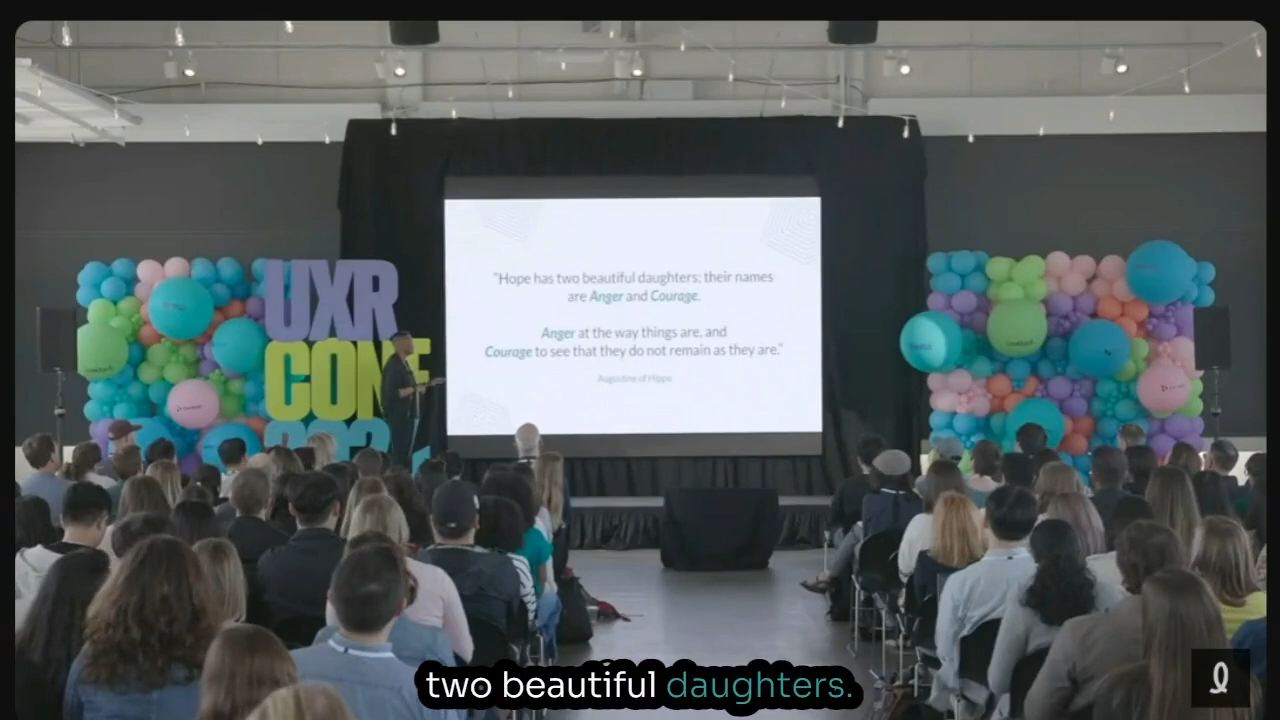 UXR
CONF
202
"Hope has two beautiful daughters; their names
are Anger and Courage.
Anger at the way things are, and
Courage to see that they do not remain as they are."
Augustine of Hippo
two beautiful daughters.